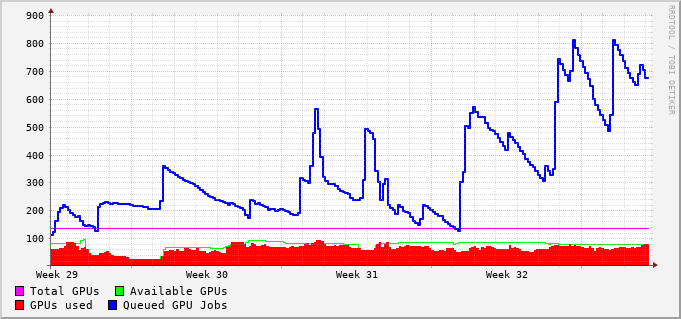 900
800
700
600
500
400
300
200
100
Week 29 Week 30 Week 31 Week 32
Total GPUs Available GPUs
GPUs used Queued GPU Jobs
RRDTOOL / TOBI OETIKER